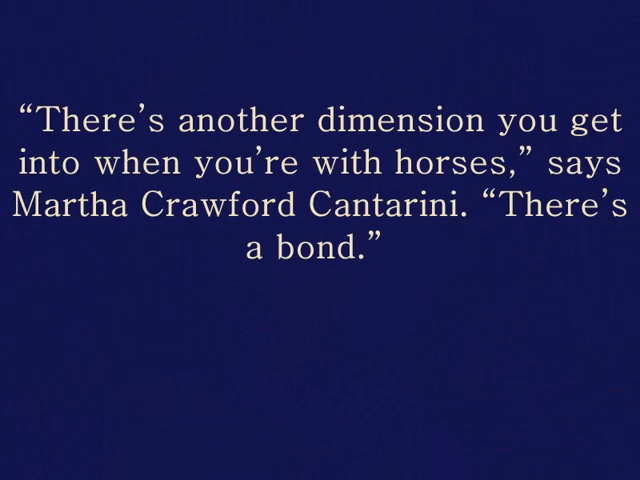 “There’s another dimension you get
into when you’re with horses,” says
Martha Crawford Cantarini. “There’s
a bond.”